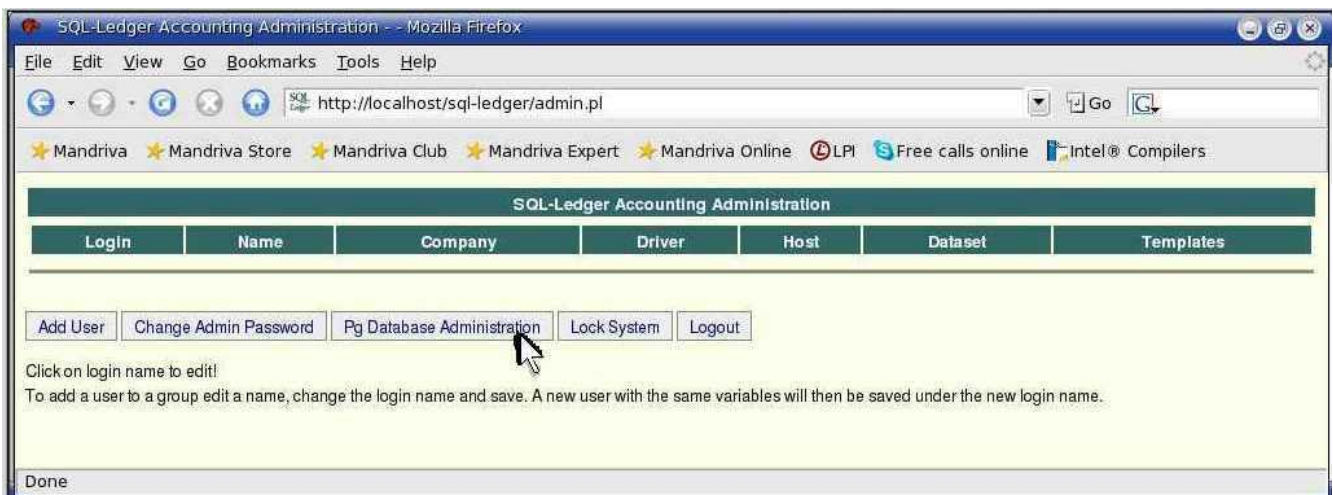 SQL-Ledger Accounting Administration - - Mozilla Firefox
File Edit View Go Bookmarks Tools Help
SQL Ledger http://localhost/sql-ledger/admin.pl Go G
Mandriva Mandriva Store Mandriva Club Mandriva Expert Mandriva Online LPI Free calls online Intel® Compilers
SQL-Ledger Accounting Administration
Login Name Company Driver Host Dataset Templates
Add User Change Admin Password Pg Database Administration Lock System Logout
Click on login name to edit!
To add a user to a group edit a name, change the login name and save. A new user with the same variables will then be saved under the new login name.
Done